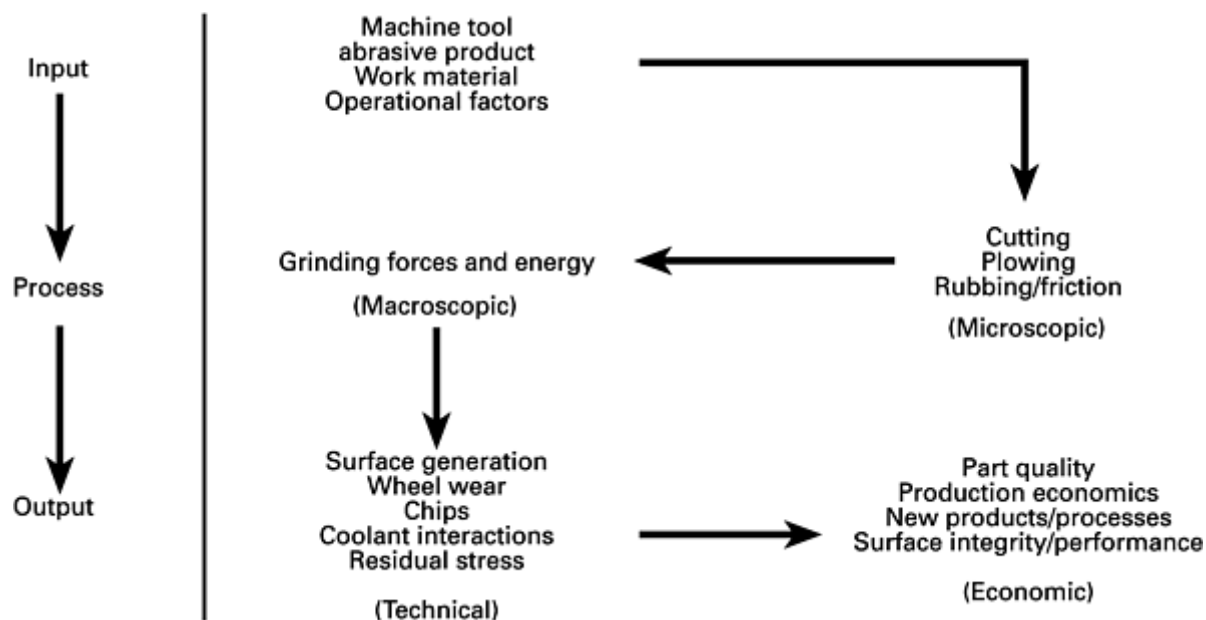 Input
Process
Output
Machine tool
abrasive product
Work material
Operational factors
Cutting
Plowing
Rubbing/friction
(Microscopic)
Grinding forces and energy
(Macroscopic)
Surface generation
Wheel wear
Chips
Coolant interactions
Residual stress
(Technical)
Part quality
Production economics
New products/processes
Surface integrity/performance
(Economic)